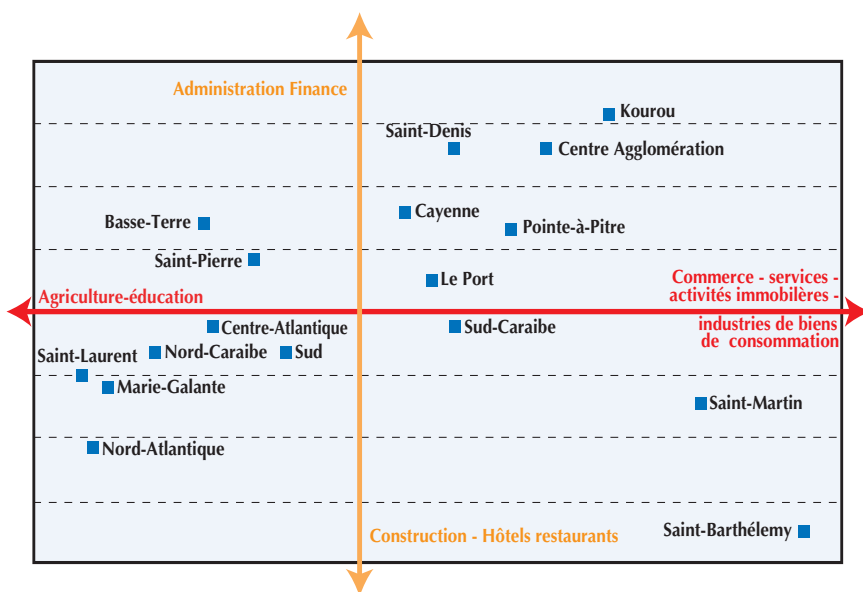 Administration Finance
Kourou
Saint-Denis
Centre Agglomération
Cayenne
Basse-Terre
Pointe-à-Pitre
Saint-Pierre
Le Port
Commerce - services -
activités immobilères -
Agriculture-éducation
industries de biens
de consommation
Centre-Atlantique
Sud-Caraibe
Saint-Laurent
Nord-Caraibe
Sud
Marie-Galante
Saint-Martin
Nord-Atlantique
Construction - Hôtels restaurants
Saint-Barthélemy